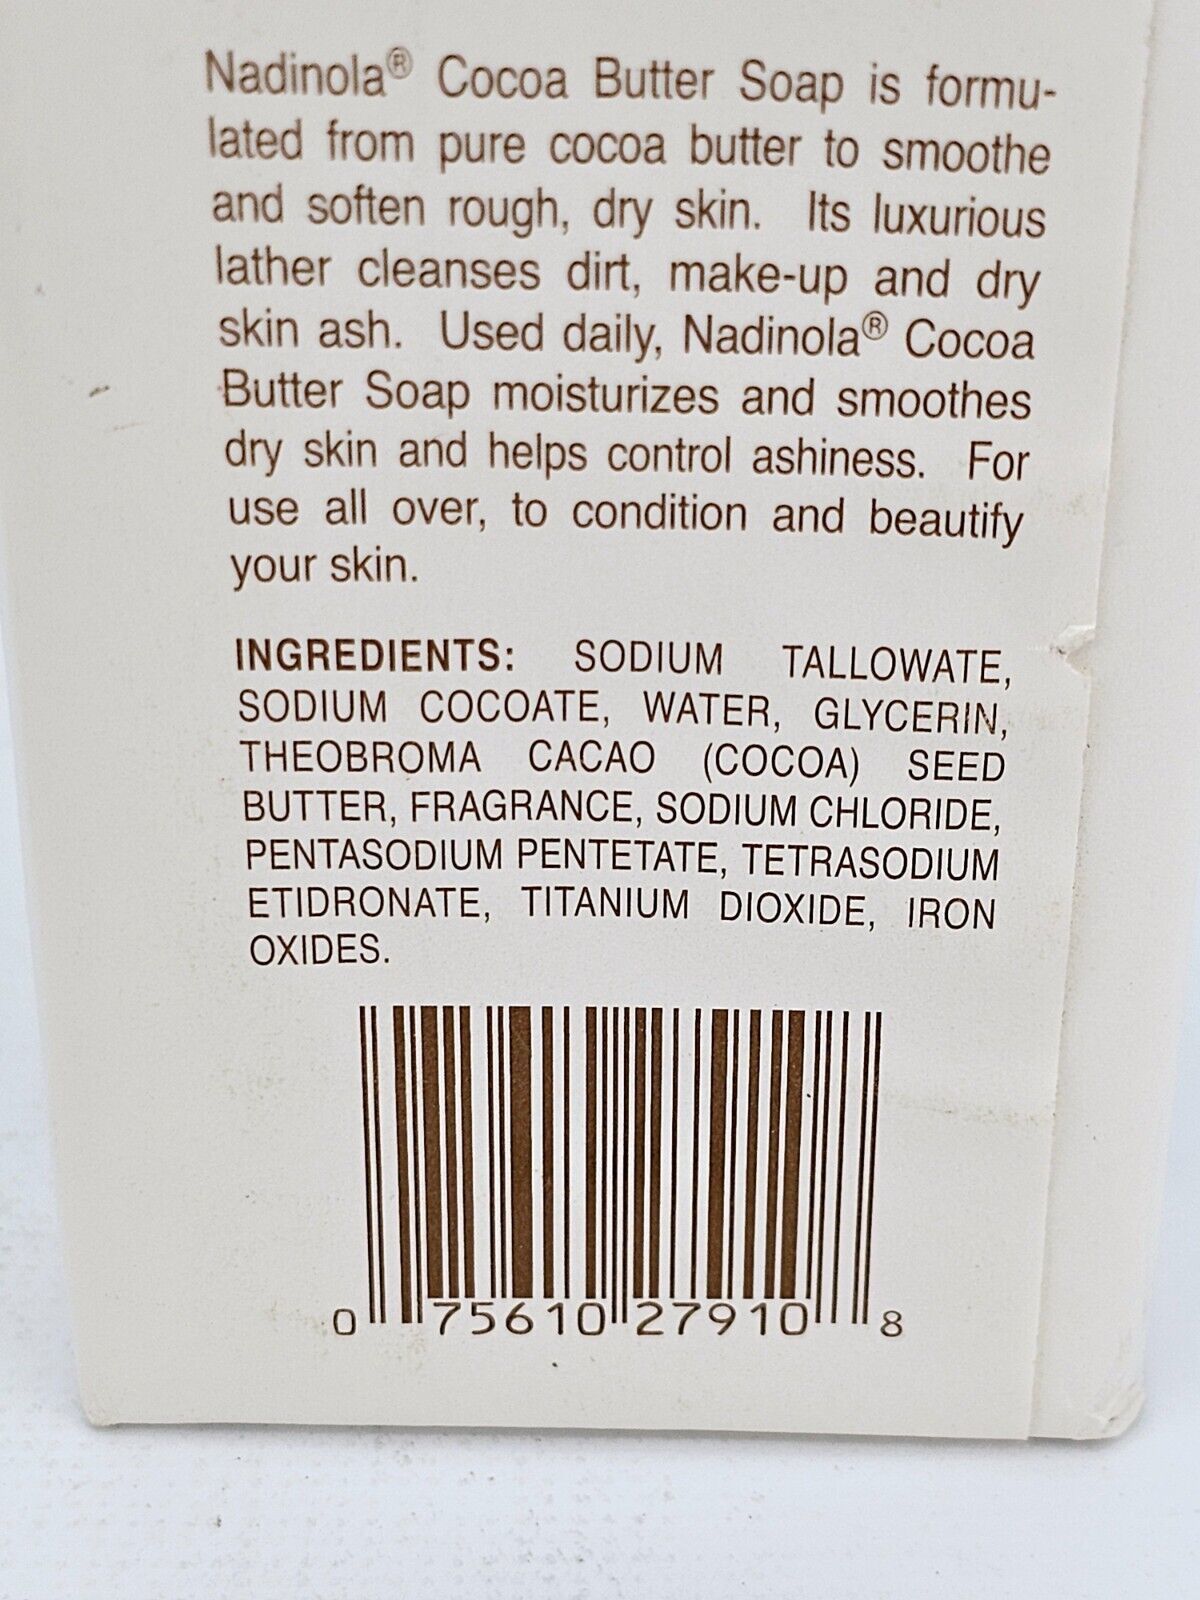 Nadinola® Cocoa Butter Soap is formu-
lated from pure cocoa butter to smoothe
and soften rough, dry skin. Its luxurious
lather cleanses dirt, make-up and dry
skin ash. Used daily, Nadinola® Cocoa
Butter Soap moisturizes and smoothes
dry skin and helps control ashiness. For
use all over, to condition and beautify
your skin.
INGREDIENTS: SODIUM TALLOWATE,
SODIUM COCOATE, WATER, GLYCERIN,
THEOBROMA CACAO (COCOA) SEED
BUTTER, FRAGRANCE, SODIUM CHLORIDE,
PENTASODIUM PENTETATE, TETRASODIUM
ETIDRONATE, TITANIUM DIOXIDE, IRON
OXIDES.
0 75610 27910 8